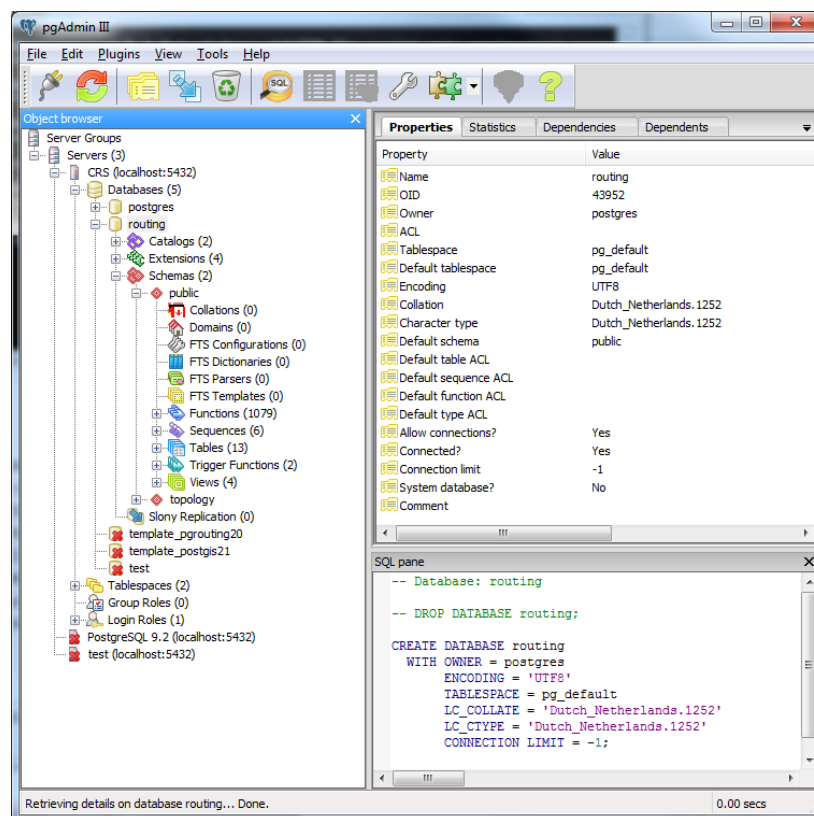 pgAdmin III
File Edit Plugins View Tools Help
SQL
Object browser
Server Groups
Servers (3)
CRS (localhost:5432)
Databases (5)
postgres
routing
Catalogs (2)
Extensions (4)
Schemas (2)
public
Collations (0)
Domains (0)
FTS Configurations (0)
FTS Dictionaries (0)
FTS Parsers (0)
FTS Templates (0)
Functions (1079)
Sequences (6)
Tables (13)
Trigger Functions (2)
Views (4)
topology
Slony Replication (0)
template_pgrouting20
template_postgis21
test
Tablespaces (2)
Group Roles (0)
Login Roles (1)
PostgreSQL 9.2 (localhost:5432)
test (localhost:5432)
Properties Statistics Dependencies Dependents
Property Value
Name routing
OID 43952
Owner postgres
ACL
Tablespace pg_default
Default tablespace pg_default
Encoding UTF8
Collation Dutch_Netherlands.1252
Character type Dutch_Netherlands.1252
Default schema public
Default table ACL
Default sequence ACL
Default function ACL
Default type ACL
Allow connections? Yes
Connected? Yes
Connection limit -1
System database? No
Comment
SQL pane
-- Database: routing
-- DROP DATABASE routing;
CREATE DATABASE routing
WITH OWNER = postgres
ENCODING = 'UTF8'
TABLESPACE = pg_default
LC_COLLATE = 'Dutch_Netherlands.1252'
LC_CTYPE = 'Dutch_Netherlands.1252'
CONNECTION LIMIT = -1;
Retrieving details on database routing... Done. 0.00 secs